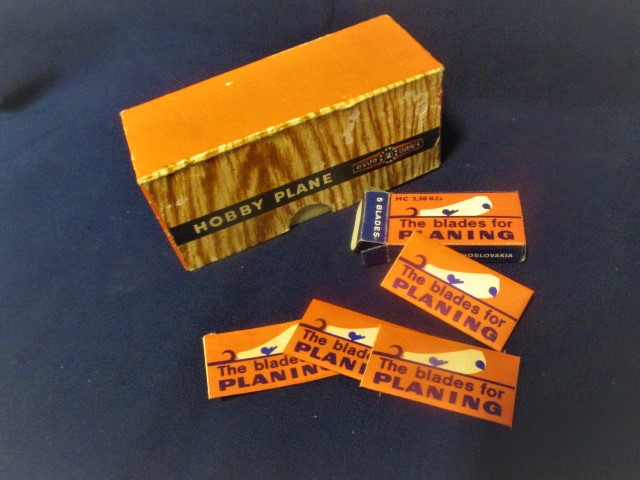 HOBBY PLANE
5 BLADES
MC 2,50 Kčs
The blades for
PLANING
The blades for
PLANING
The blades for
PLANING
The blades for
PLANING